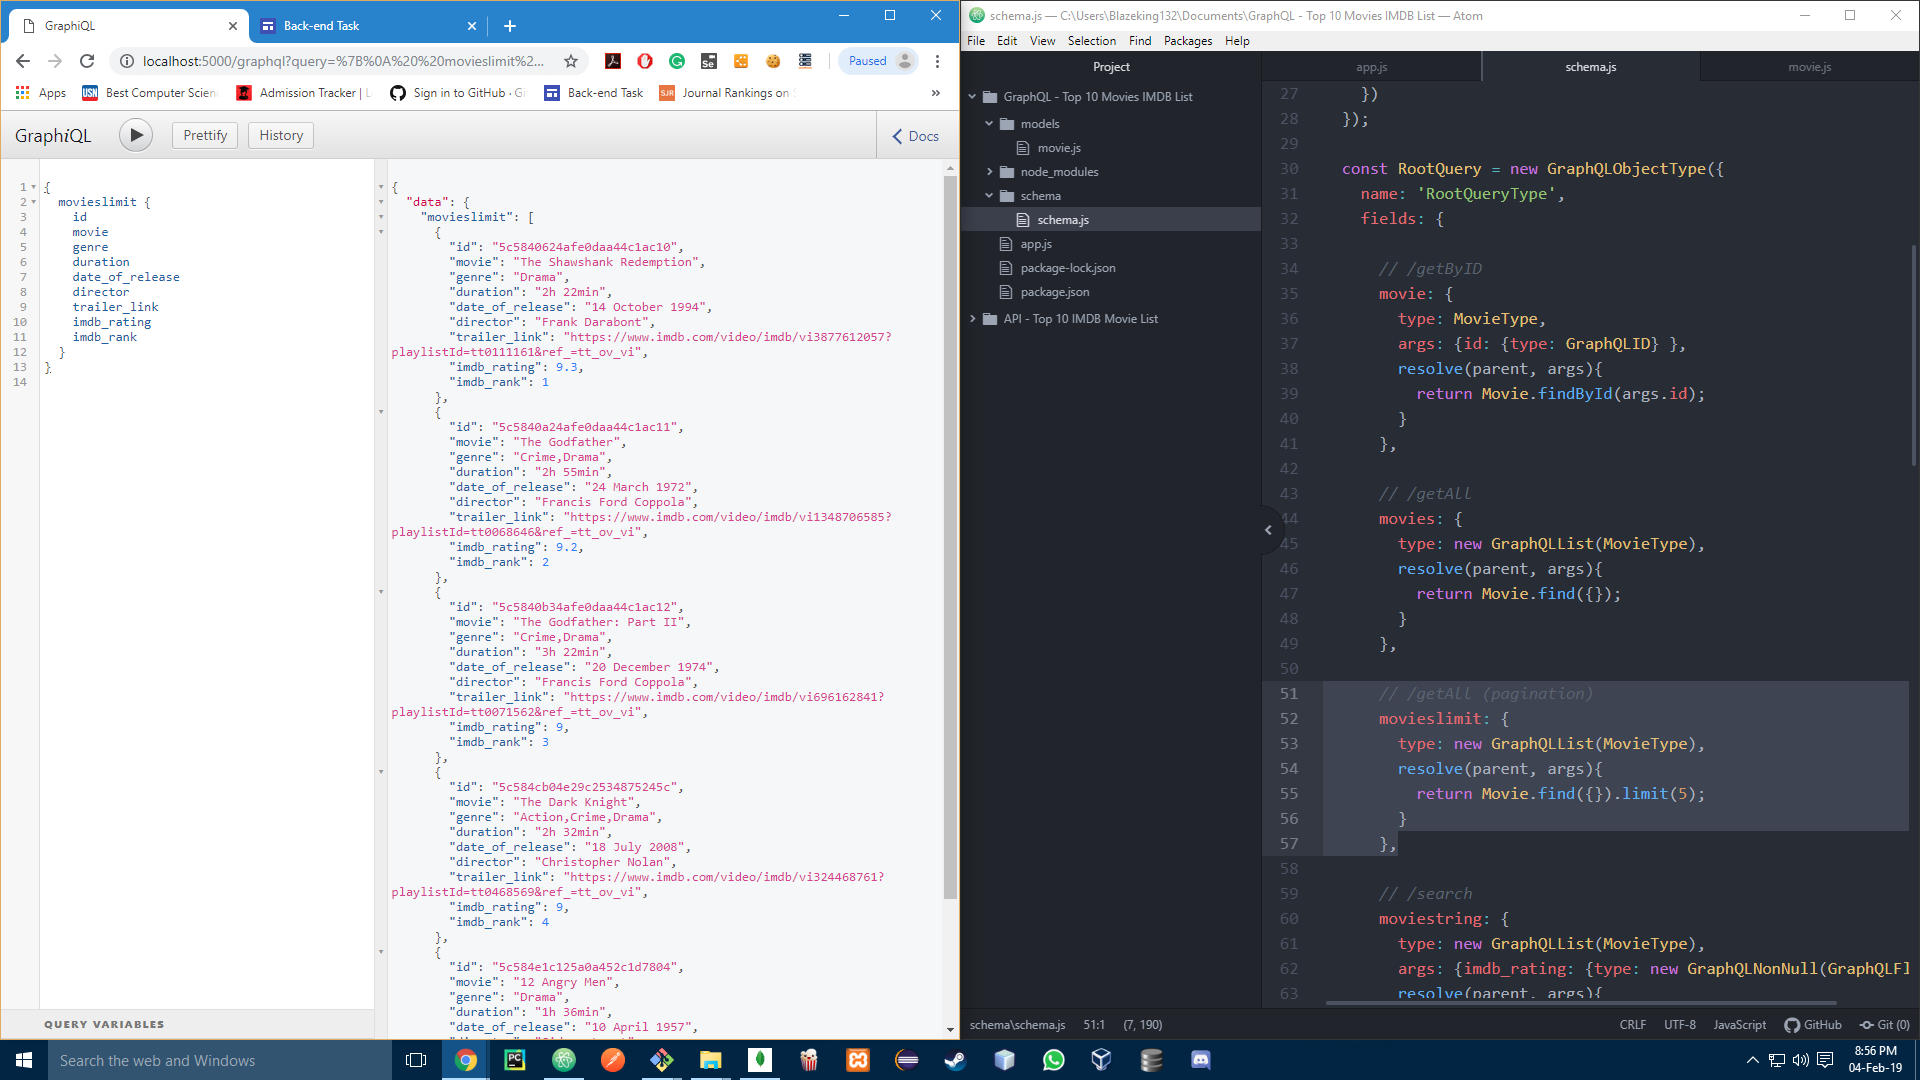 GraphiQL
Back-end Task
localhost:5000/graphql?query=%7B%0A%20%20movieslimit%2...
Paused
Apps
Best Computer Scien
Admission Tracker | L
Sign in to GitHub · Gi
Back-end Task
Journal Rankings on S
»
GraphiQL
Prettify
History
Docs
1 {
2 movieslimit {
3 id
4 movie
5 genre
6 duration
7 date_of_release
8 director
9 trailer_link
10 imdb_rating
11 imdb_rank
12 }
13 }
14
QUERY VARIABLES
{
"data": {
"movieslimit": [
{
"id": "5c5840624afe0daa44c1ac10",
"movie": "The Shawshank Redemption",
"genre": "Drama",
"duration": "2h 22min",
"date_of_release": "14 October 1994",
"director": "Frank Darabont",
"trailer_link": "https://www.imdb.com/video/imdb/vi3877612057?
playlistId=tt0111161&ref_=tt_ov_vi",
"imdb_rating": 9.3,
"imdb_rank": 1
},
{
"id": "5c5840a24afe0daa44c1ac11",
"movie": "The Godfather",
"genre": "Crime,Drama",
"duration": "2h 55min",
"date_of_release": "24 March 1972",
"director": "Francis Ford Coppola",
"trailer_link": "https://www.imdb.com/video/imdb/vi1348706585?
playlistId=tt0068646&ref_=tt_ov_vi",
"imdb_rating": 9.2,
"imdb_rank": 2
},
{
"id": "5c5840b34afe0daa44c1ac12",
"movie": "The Godfather: Part II",
"genre": "Crime,Drama",
"duration": "3h 22min",
"date_of_release": "20 December 1974",
"director": "Francis Ford Coppola",
"trailer_link": "https://www.imdb.com/video/imdb/vi696162841?
playlistId=tt0071562&ref_=tt_ov_vi",
"imdb_rating": 9,
"imdb_rank": 3
},
{
"id": "5c584cb04e29c2534875245c",
"movie": "The Dark Knight",
"genre": "Action,Crime,Drama",
"duration": "2h 32min",
"date_of_release": "18 July 2008",
"director": "Christopher Nolan",
"trailer_link": "https://www.imdb.com/video/imdb/vi324468761?
playlistId=tt0468569&ref_=tt_ov_vi",
"imdb_rating": 9,
"imdb_rank": 4
},
{
"id": "5c584e1c125a0a452c1d7804",
"movie": "12 Angry Men",
"genre": "Drama",
"duration": "1h 36min",
"date_of_release": "10 April 1957",
schema.js — C:\Users\Blazeking132\Documents\GraphQL - Top 10 Movies IMDB List — Atom
File Edit View Selection Find Packages Help
Project
GraphQL - Top 10 Movies IMDB List
models
movie.js
node_modules
schema
schema.js
app.js
package-lock.json
package.json
API - Top 10 IMDB Movie List
app.js
schema.js
movie.js
27 })
28 });
29
30 const RootQuery = new GraphQLObjectType({
31 name: 'RootQueryType',
32 fields: {
33
34 // /getByID
35 movie: {
36 type: MovieType,
37 args: {id: {type: GraphQLID} },
38 resolve(parent, args){
39 return Movie.findById(args.id);
40 }
41 },
42
43 // /getAll
44 movies: {
45 type: new GraphQLList(MovieType),
46 resolve(parent, args){
47 return Movie.find({});
48 }
49 },
50
51 // /getAll (pagination)
52 movieslimit: {
53 type: new GraphQLList(MovieType),
54 resolve(parent, args){
55 return Movie.find({}).limit(5);
56 }
57 },
58
59 // /search
60 moviestring: {
61 type: new GraphQLList(MovieType),
62 args: {imdb_rating: {type: new GraphQLNonNull(GraphQLFl
63 resolve(parent, args){
schema\schema.js 51:1 (7, 190)
CRLF UTF-8 JavaScript GitHub Git (0)
Search the web and Windows
8:56 PM
04-Feb-19